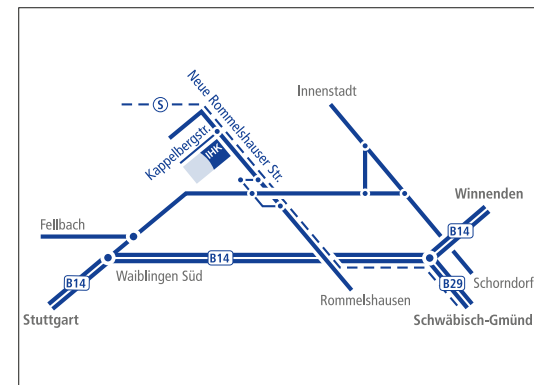 Innenstadt
S
Neue Rommelshauser Str.
Kappelbergstr.
IHK
Winnenden
Fellbach
B14
B14
B14
Waiblingen Süd
Schorndorf
B29
Rommelshausen
Stuttgart
Schwäbisch-Gmünd